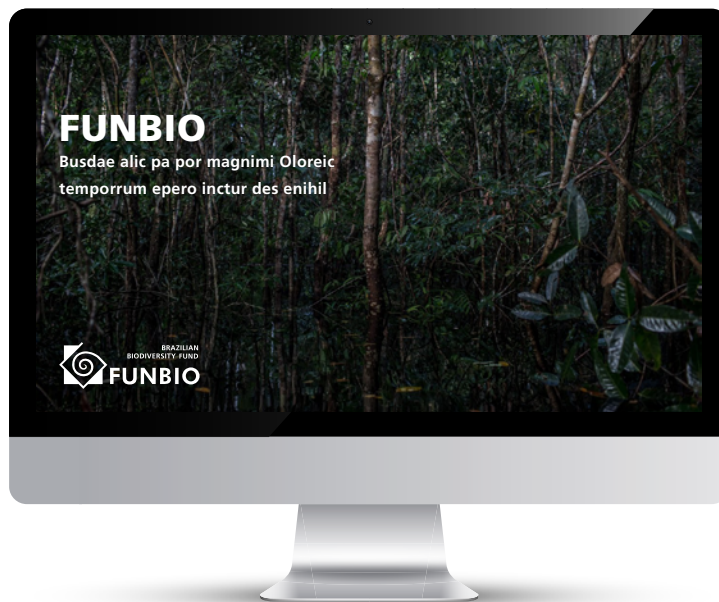 FUNBIO
Busdae alic pa por magnimi Oloreic
temporrum epero inctur des enihil
BRAZILIAN
BIODIVERSITY FUND
FUNBIO